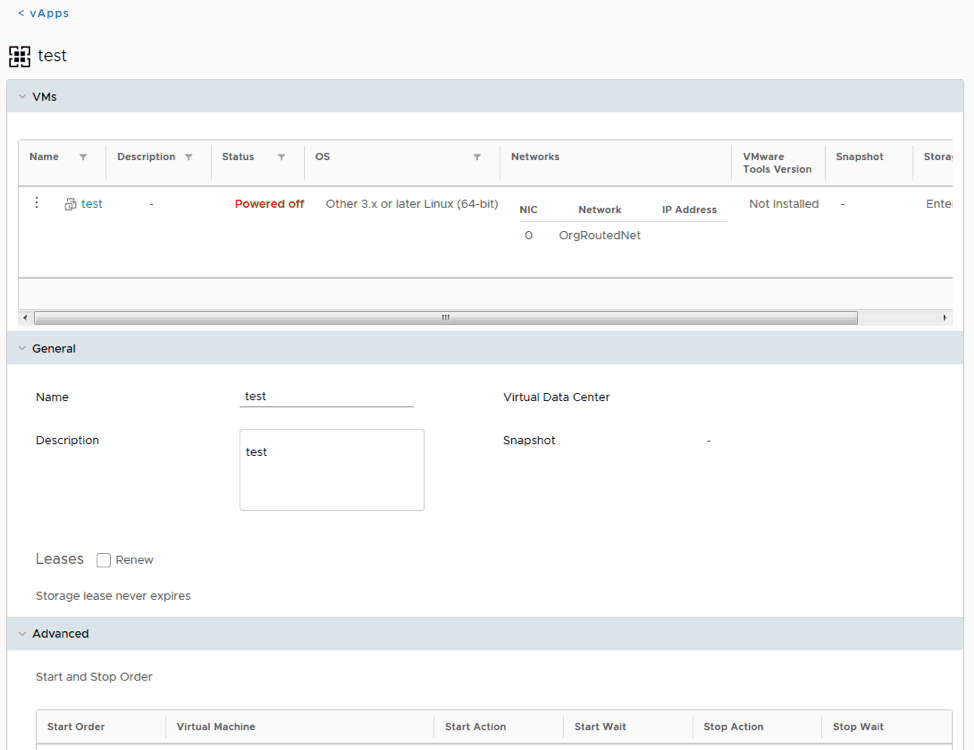 < vApps
test
VMs
Name Description Status OS Networks VMware Tools Version Snapshot
test - Powered off Other 3.x or later Linux (64-bit) NIC Network IP Address Not Installed -
0 OrgRoutedNet
General
Name test Virtual Data Center
Description test Snapshot -
Leases Renew
Storage lease never expires
Advanced
Start and Stop Order
Start Order Virtual Machine Start Action Start Wait Stop Action Stop Wait